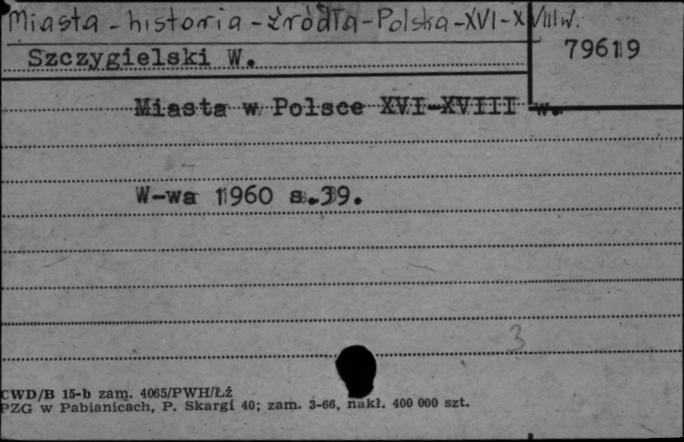 Miasta - historia - źródła - Polska - XVI - XVIII w.
79619
Szczygielski W.
Miasta w Polsce XVI-XVIII w.
W-wa 1960 s.39.
3
CWD/B 15-b zam. 4065/PWH/Łź
PZG w Pabianicach, P. Skargi 40; zam. 3-66, nakł. 400 000 szt.